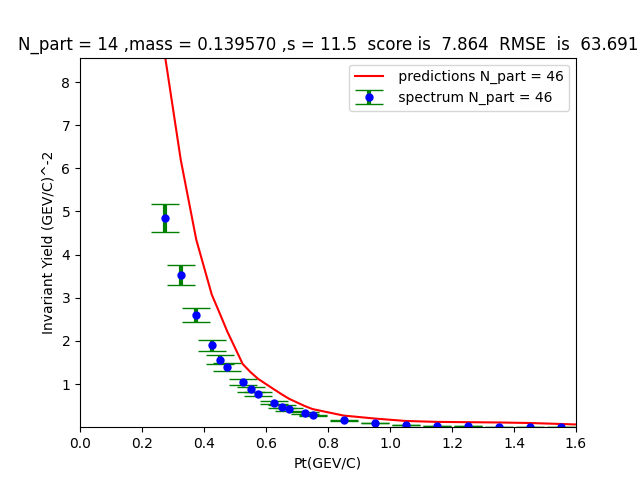 N_part = 14 ,mass = 0.139570 ,s = 11.5  score is  7.864  RMSE  is  63.691
predictions N_part = 46
spectrum N_part = 46
Invariant Yield (GEV/C)^-2
8
7
6
5
4
3
2
1
0.0 0.2 0.4 0.6 0.8 1.0 1.2 1.4 1.6
Pt(GEV/C)